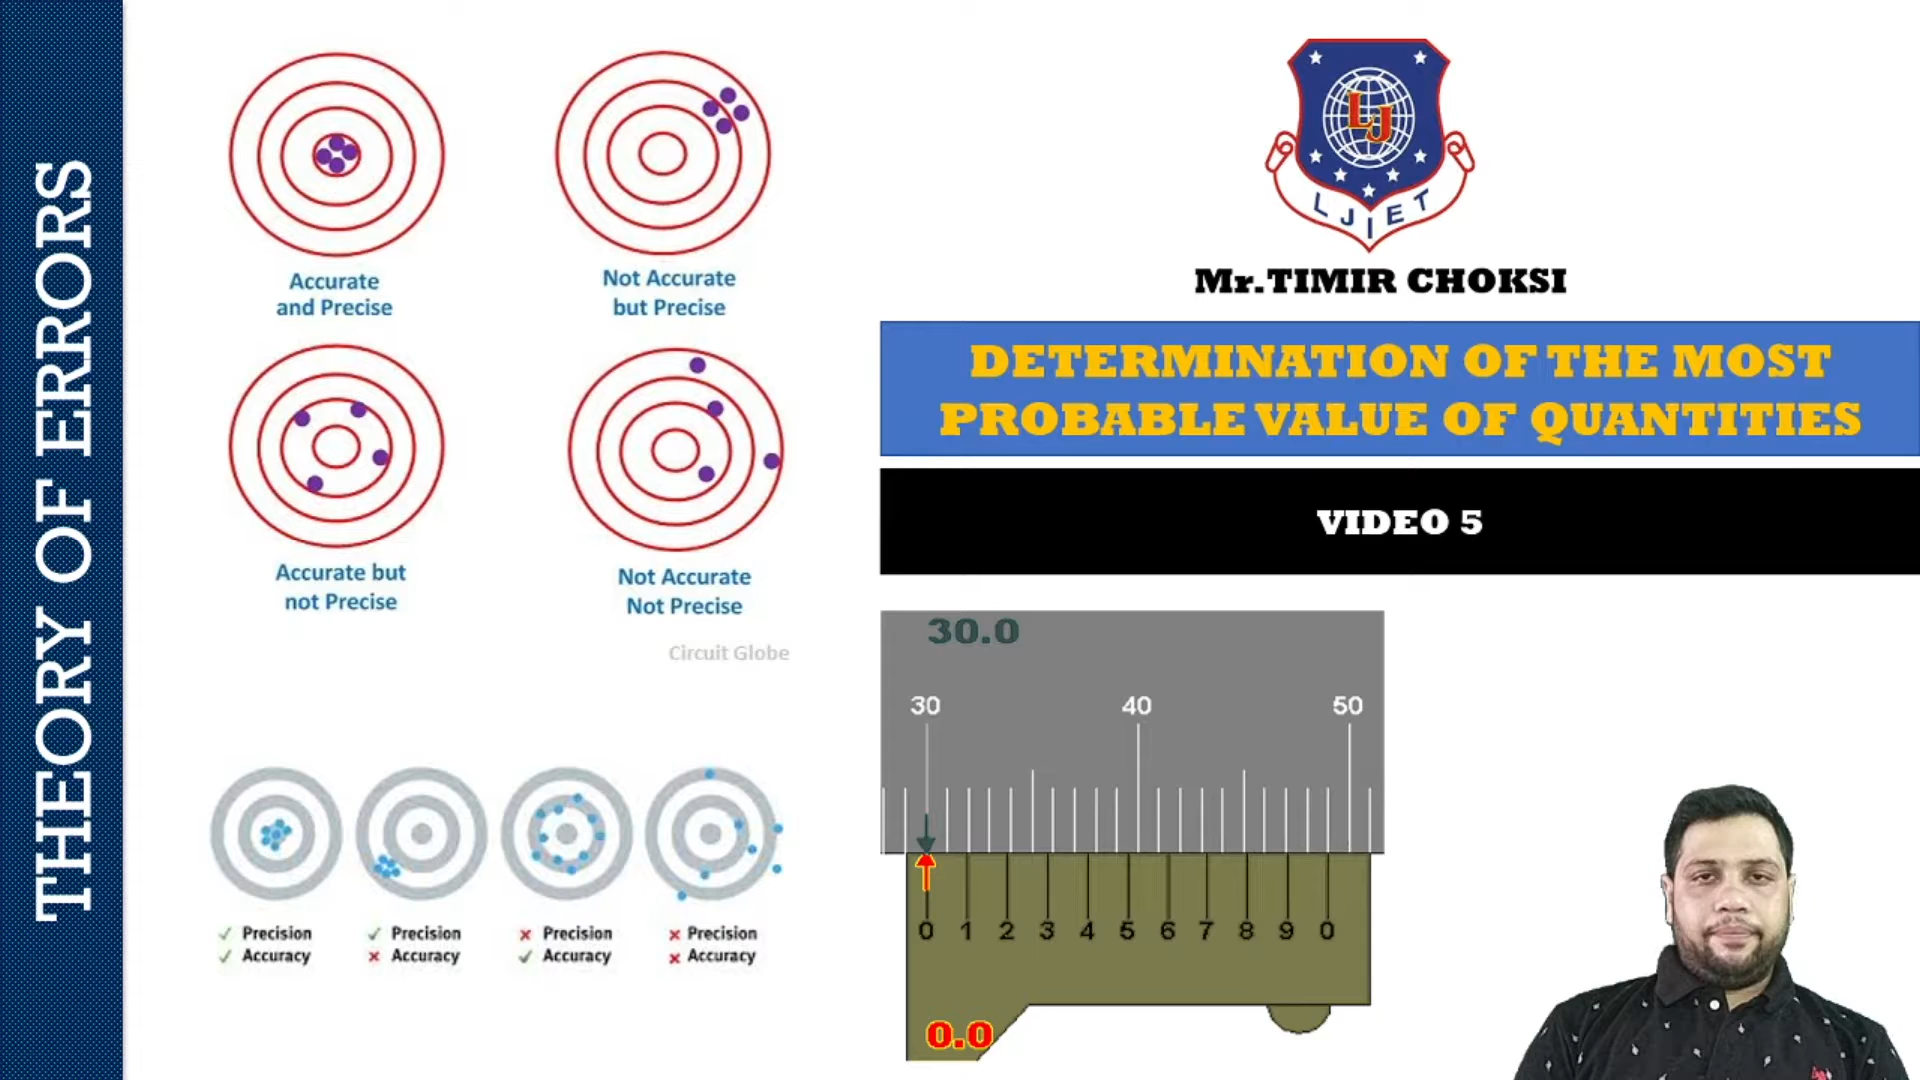 THEORY OF ERRORS
Accurate
and Precise
Not Accurate
but Precise
Accurate but
not Precise
Not Accurate
Not Precise
Circuit Globe
✓ Precision
✓ Accuracy
✓ Precision
× Accuracy
× Precision
✓ Accuracy
× Precision
× Accuracy
LJ
LJIET
Mr.TIMIR CHOKSI
DETERMINATION OF THE MOST
PROBABLE VALUE OF QUANTITIES
VIDEO 5
30.0
30 40 50
0 1 2 3 4 5 6 7 8 9 0
0.0